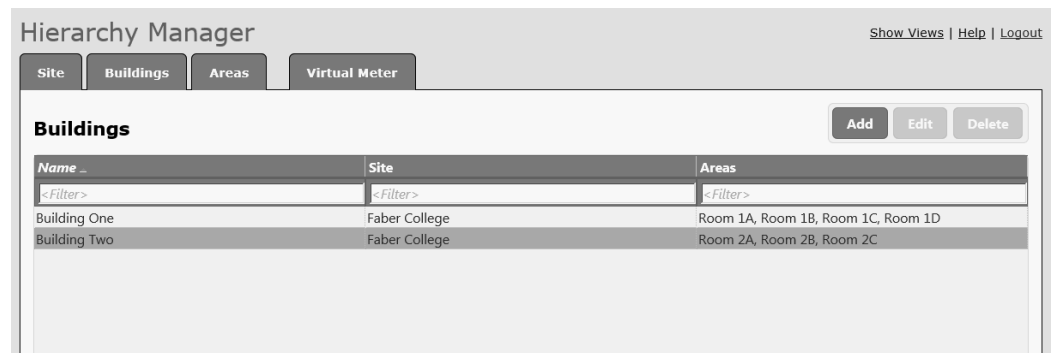 Hierarchy Manager
Show Views | Help | Logout
Site Buildings Areas Virtual Meter
Buildings
Add Edit Delete
Name Site Areas
<Filter> <Filter> <Filter>
Building One Faber College Room 1A, Room 1B, Room 1C, Room 1D
Building Two Faber College Room 2A, Room 2B, Room 2C